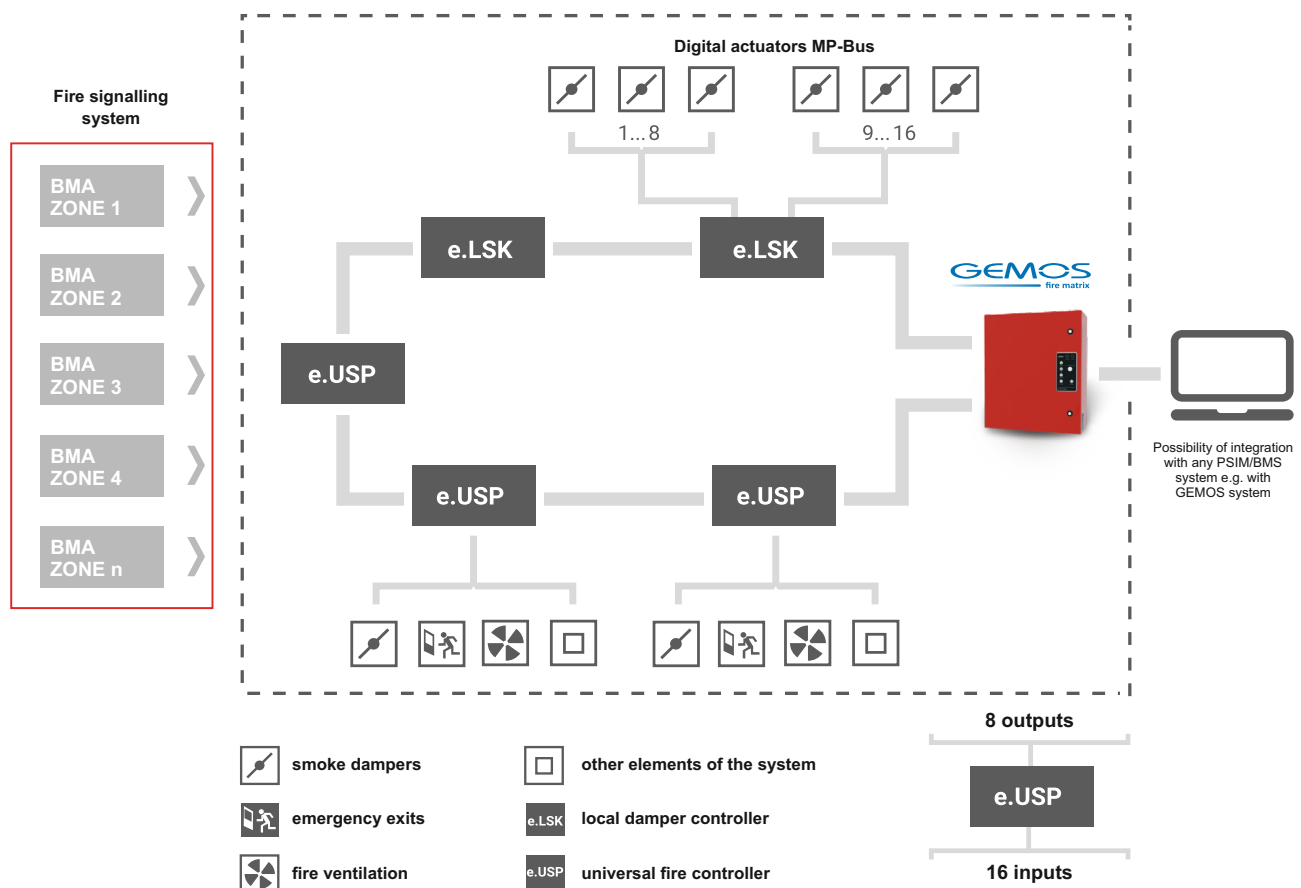 Digital actuators MP-Bus
Fire signalling
system
1...8
9...16
BMA
ZONE 1
BMA
ZONE 2
BMA
ZONE 3
BMA
ZONE 4
BMA
ZONE n
e.LSK
e.LSK
GEMOS
fire matrix
e.USP
e.USP
e.USP
Possibility of integration
with any PSIM/BMS
system e.g. with
GEMOS system
smoke dampers
emergency exits
fire ventilation
other elements of the system
e.LSK
local damper controller
e.USP
universal fire controller
8 outputs
e.USP
16 inputs